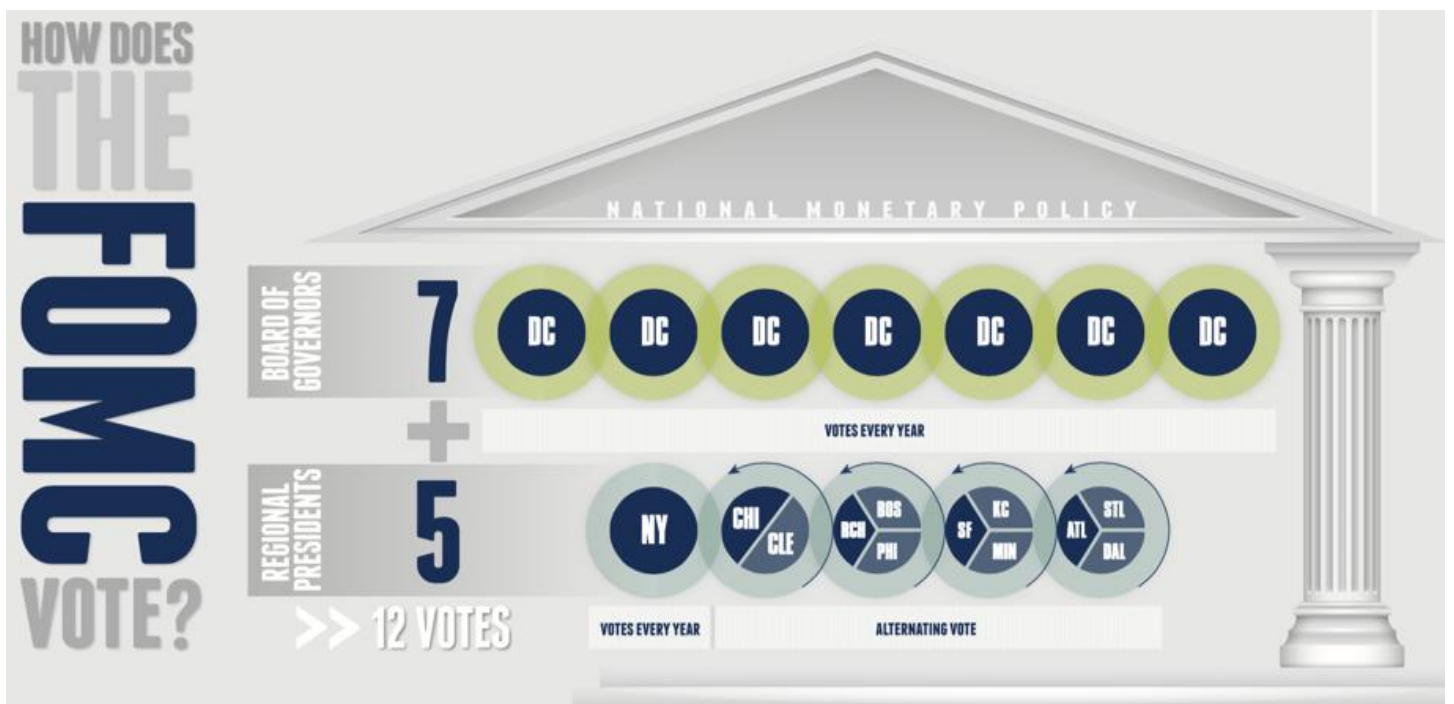 HOW DOES
THE
FOMC
VOTE?
NATIONAL MONETARY POLICY
BOARD OF
GOVERNORS
7
DC DC DC DC DC DC DC
+
VOTES EVERY YEAR
REGIONAL
PRESIDENTS
5
NY
CHI
CLE
RCH
BOS
PHI
SF
KC
MIN
ATL
STL
DAL
>> 12 VOTES
VOTES EVERY YEAR
ALTERNATING VOTE